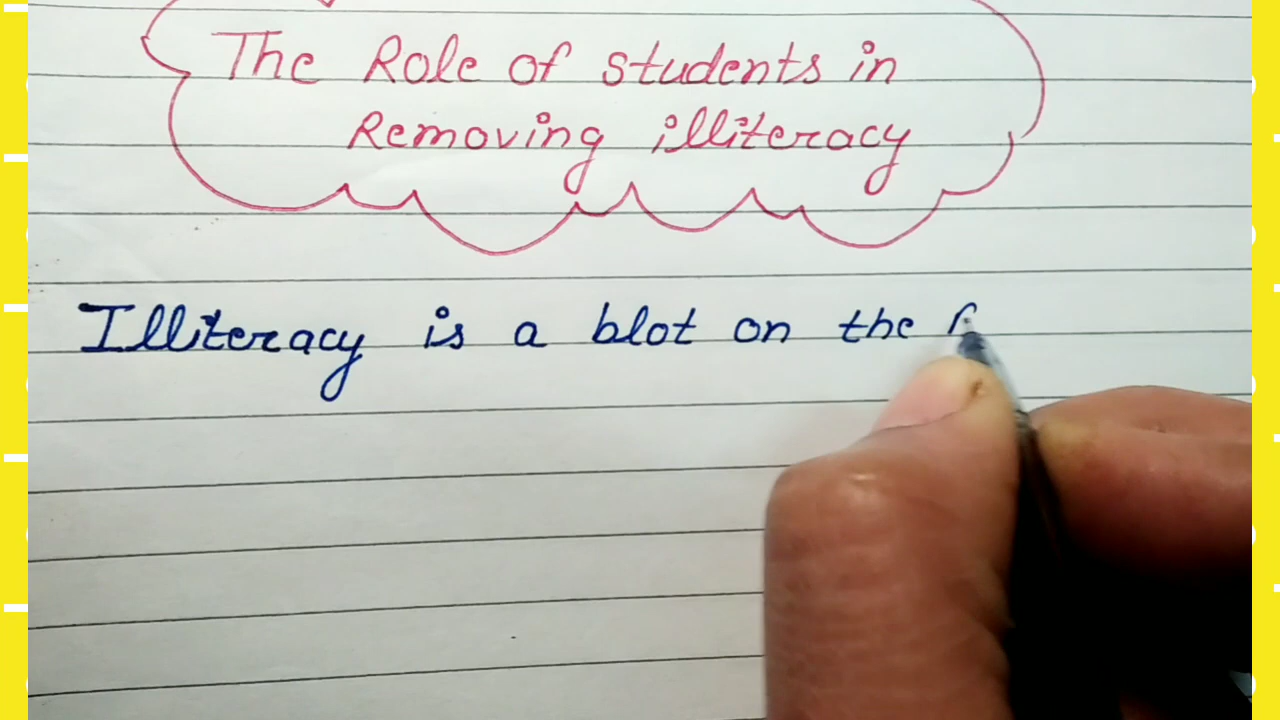 The Role of students in
Removing illiteracy
Illiteracy is a blot on the